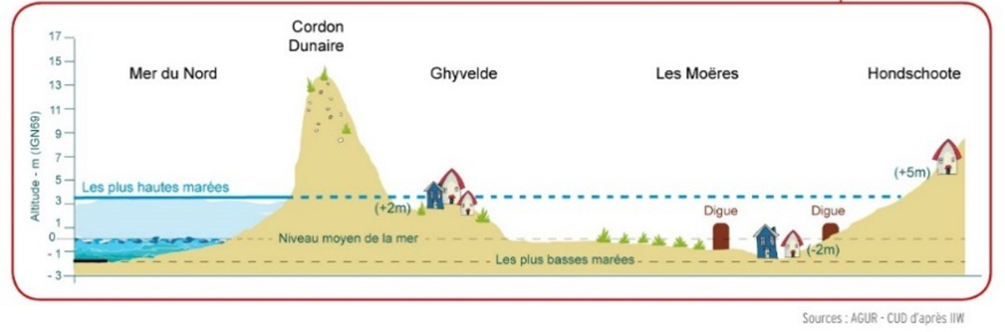 Cordon
Dunaire
Mer du Nord
Ghyvelde
Les Moëres
Hondschoote
Altitude - m (IGN69)
17
15
13
11
9
7
5
3
1
0
- 1
- 3
Les plus hautes marées
(+2m)
(+5m)
Digue
Digue
Niveau moyen de la mer
(-2m)
Les plus basses marées
Sources : AGUR - CUD d'après IIW